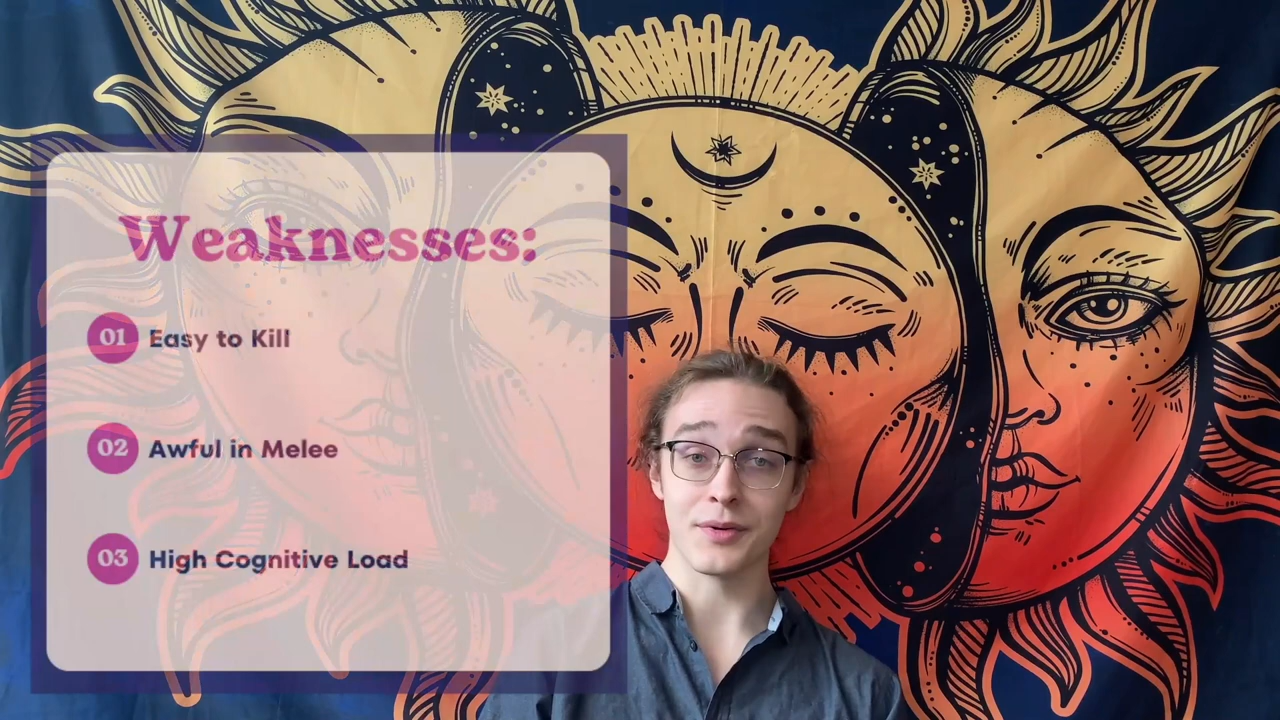 Weaknesses:
01 Easy to Kill
02 Awful in Melee
03 High Cognitive Load